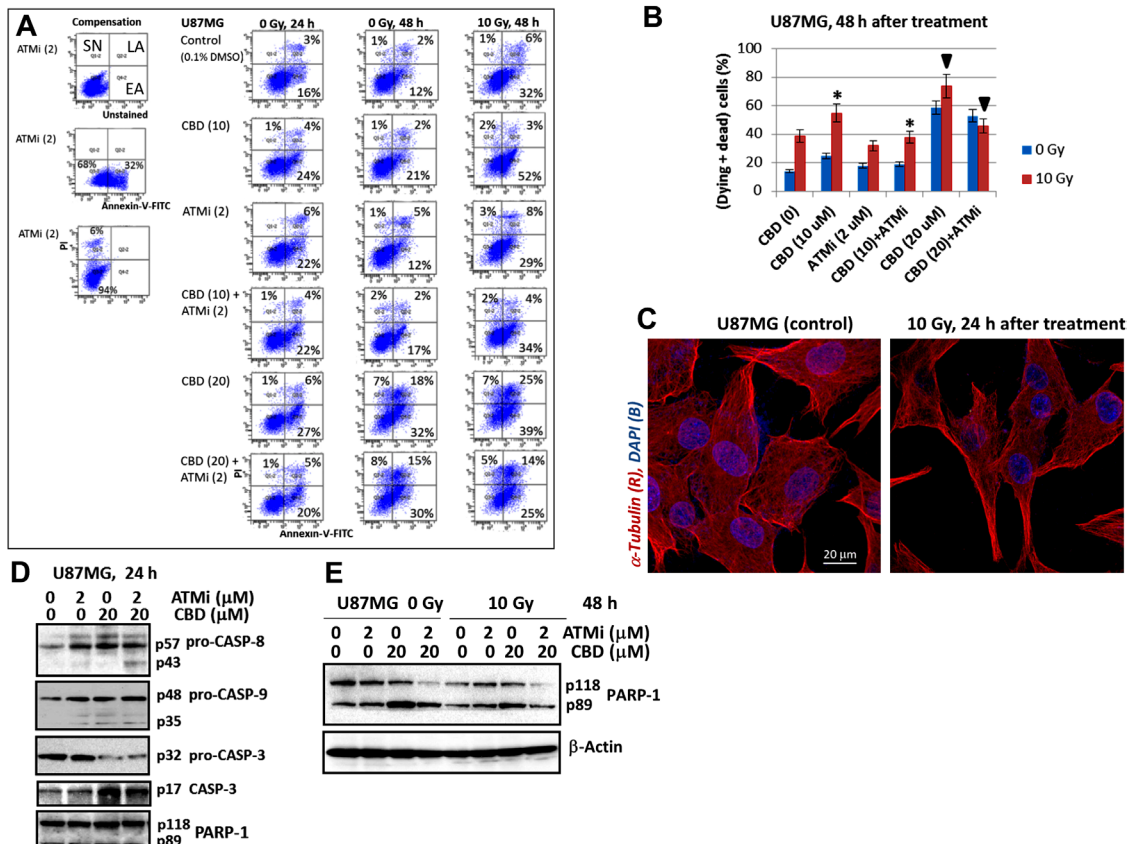 A
Compensation
ATMi (2)
SN
LA
EA
Unstained
ATMi (2)
68%
32%
Annexin-V-FITC
ATMi (2)
PI
6%
94%
U87MG
0 Gy, 24 h
0 Gy, 48 h
10 Gy, 48 h
Control
(0.1% DMSO)
3%
16%
1% 2%
12%
1% 6%
32%
CBD (10)
1% 4%
24%
1% 2%
21%
2% 3%
52%
ATMi (2)
6%
22%
1% 5%
12%
3% 8%
29%
CBD (10) +
ATMi (2)
1% 4%
22%
2% 2%
17%
2% 4%
34%
CBD (20)
1% 6%
27%
7% 18%
32%
7% 25%
39%
CBD (20) +
ATMi (2)
PI
1% 5%
20%
8% 15%
30%
5% 14%
25%
Annexin-V-FITC
B
U87MG, 48 h after treatment
(Dying + dead) cells (%)
100
80
60
40
20
0
* *
CBD (0)
CBD (10 uM)
ATMi (2 uM)
CBD (10)+ATMi
CBD (20 uM)
CBD (20)+ATMi
0 Gy
10 Gy
C
U87MG (control)
10 Gy, 24 h after treatment
α-Tubulin (R), DAPI (B)
20 μm
D
U87MG, 24 h
0 2 0 2 ATMi (μM)
0 0 20 20 CBD (μM)
p57 pro-CASP-8
p43
p48 pro-CASP-9
p35
p32 pro-CASP-3
p17 CASP-3
p118
PARP-1
p89
E
U87MG 0 Gy 10 Gy 48 h
0 2 0 2 0 2 0 2 ATMi (μM)
0 0 20 20 0 0 20 20 CBD (μM)
p118
PARP-1
p89
β-Actin